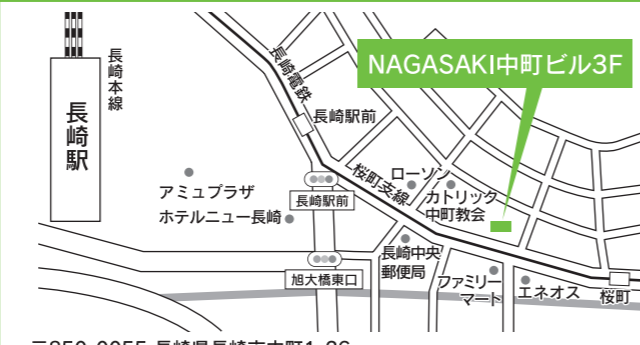 長崎本線
長崎駅
長崎電鉄
長崎駅前
NAGASAKI中町ビル3F
桜町支線
ローソン
カトリック
中町教会
アミュプラザ
ホテルニュー長崎
長崎駅前
長崎中央
郵便局
旭大橋東口
ファミリー
マート
エネオス
桜町